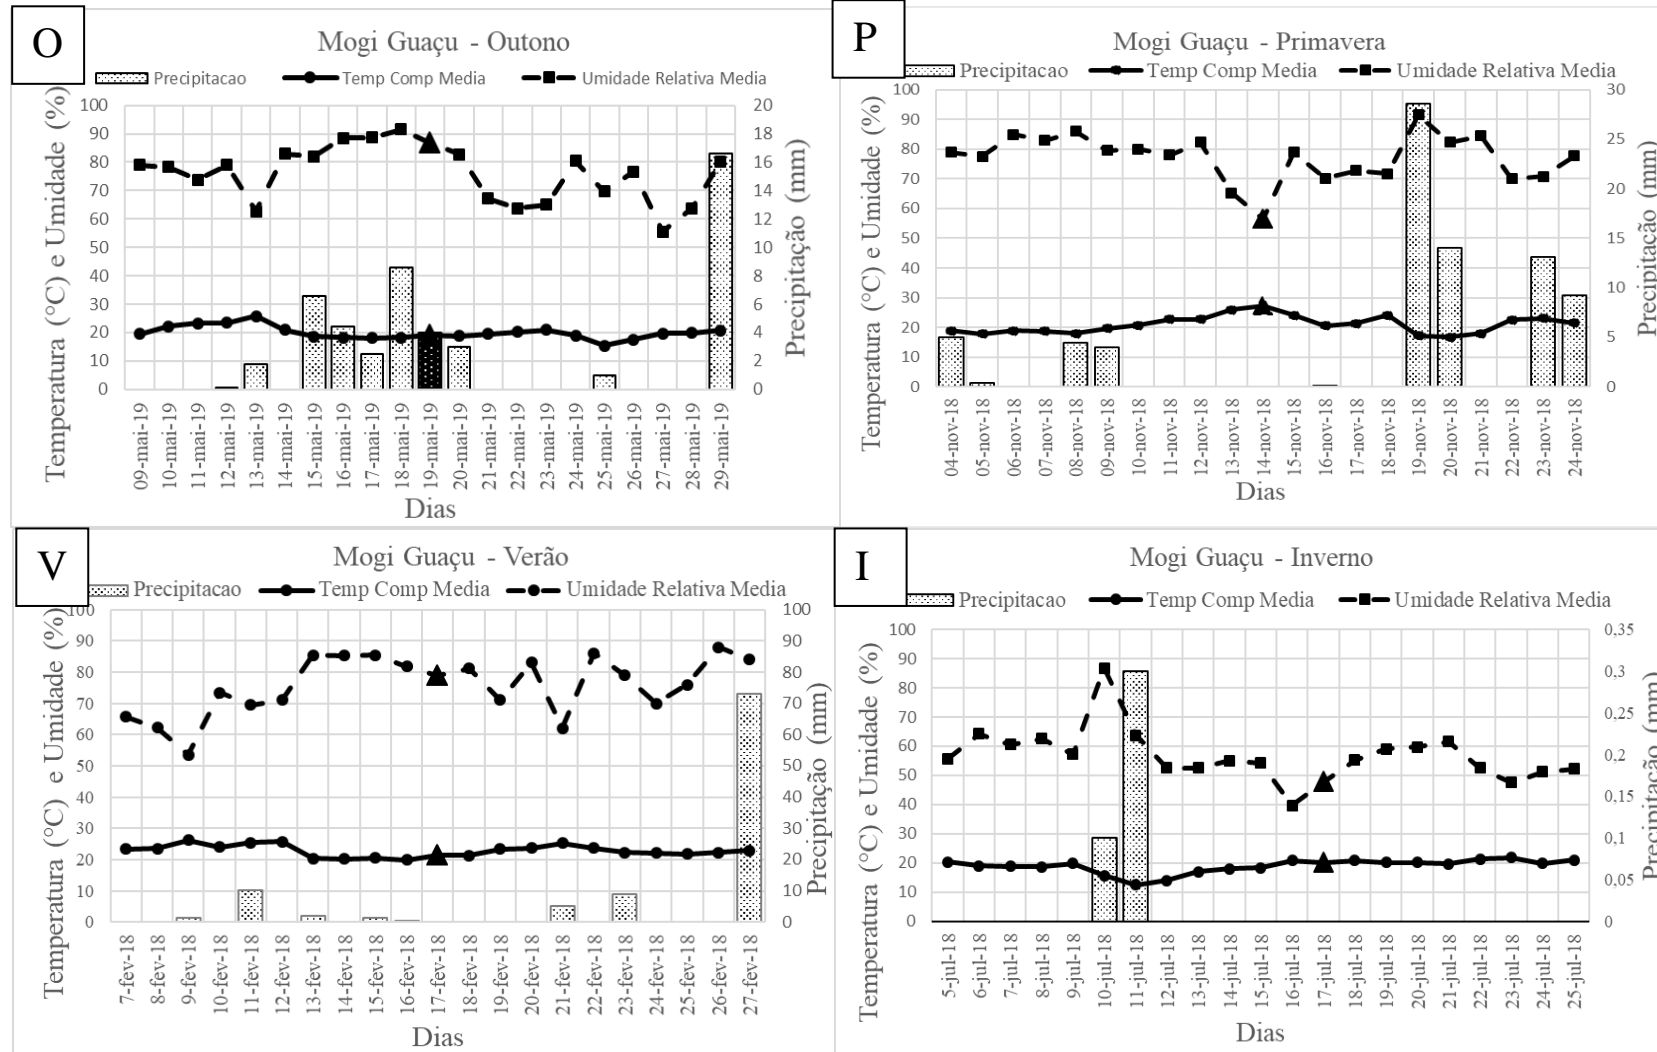 O
Mogi Guaçu - Outono
Precipitacao Temp Comp Media Umidade Relativa Media
Temperatura (°C) e Umidade (%)
100
90
80
70
60
50
40
30
20
10
0
20
18
16
14
12
10
8
6
4
2
0
Precipitação (mm)
09-mai-19
10-mai-19
11-mai-19
12-mai-19
13-mai-19
14-mai-19
15-mai-19
16-mai-19
17-mai-19
18-mai-19
19-mai-19
20-mai-19
21-mai-19
22-mai-19
23-mai-19
24-mai-19
25-mai-19
26-mai-19
27-mai-19
28-mai-19
29-mai-19
Dias
P
Mogi Guaçu - Primavera
Precipitacao Temp Comp Media Umidade Relativa Media
Temperatura (°C) e Umidade (%)
100
90
80
70
60
50
40
30
20
10
0
30
25
20
15
10
5
0
Precipitação (mm)
04-nov-18
05-nov-18
06-nov-18
07-nov-18
08-nov-18
09-nov-18
10-nov-18
11-nov-18
12-nov-18
13-nov-18
14-nov-18
15-nov-18
16-nov-18
17-nov-18
18-nov-18
19-nov-18
20-nov-18
21-nov-18
22-nov-18
23-nov-18
24-nov-18
Dias
V
Mogi Guaçu - Verão
Precipitacao Temp Comp Media Umidade Relativa Media
Temperatura (°C) e Umidade (%)
100
90
80
70
60
50
40
30
20
10
0
100
90
80
70
60
50
40
30
20
10
0
Precipitação (mm)
7-fev-18
8-fev-18
9-fev-18
10-fev-18
11-fev-18
12-fev-18
13-fev-18
14-fev-18
15-fev-18
16-fev-18
17-fev-18
18-fev-18
19-fev-18
20-fev-18
21-fev-18
22-fev-18
23-fev-18
24-fev-18
25-fev-18
26-fev-18
27-fev-18
Dias
I
Mogi Guaçu - Inverno
Precipitacao Temp Comp Media Umidade Relativa Media
Temperatura (°C) e Umidade (%)
100
90
80
70
60
50
40
30
20
10
0
0,35
0,3
0,25
0,2
0,15
0,1
0,05
0
Precipitação (mm)
5-jul-18
6-jul-18
7-jul-18
8-jul-18
9-jul-18
10-jul-18
11-jul-18
12-jul-18
13-jul-18
14-jul-18
15-jul-18
16-jul-18
17-jul-18
18-jul-18
19-jul-18
20-jul-18
21-jul-18
22-jul-18
23-jul-18
24-jul-18
25-jul-18
Dias